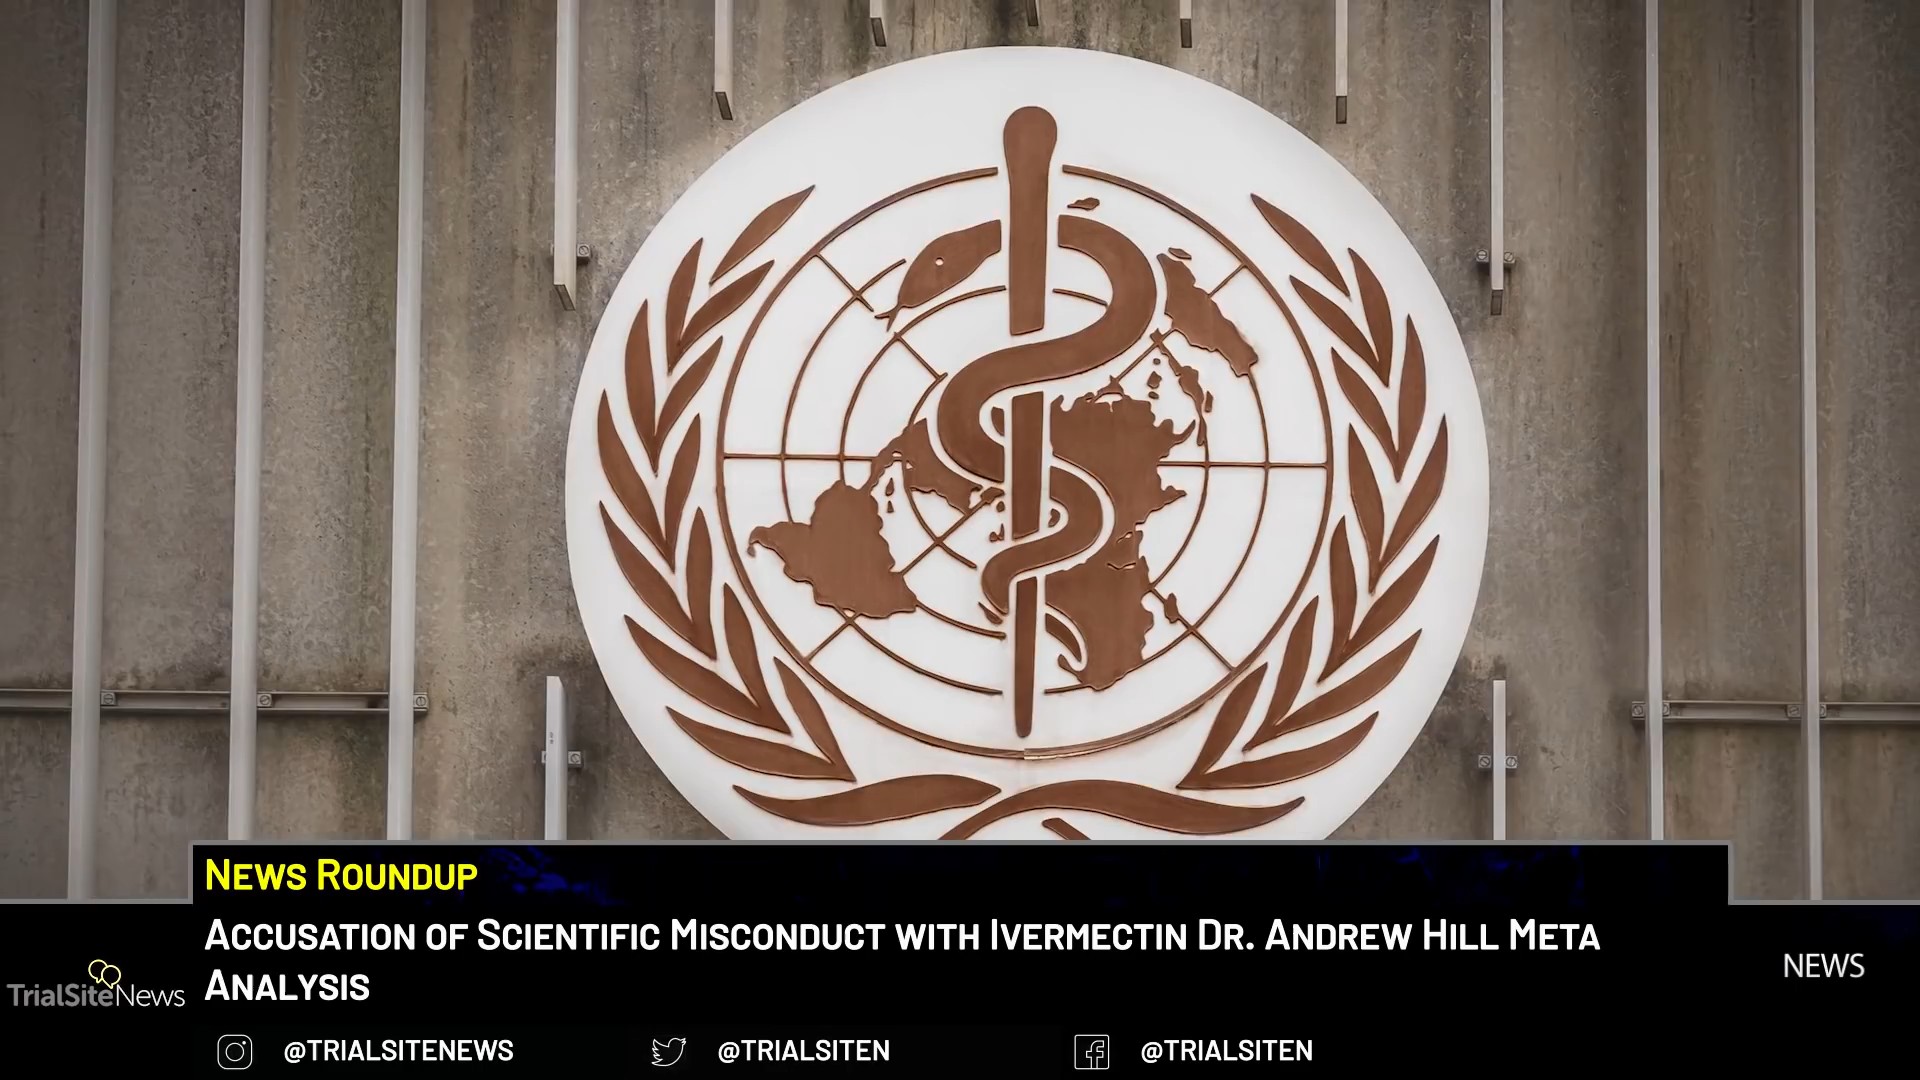 News Roundup
Accusation of Scientific Misconduct with Ivermectin Dr. Andrew Hill Meta
Analysis
TrialSiteNews
NEWS
@TRIALSITENEWS
@TRIALSITEN
@TRIALSITEN